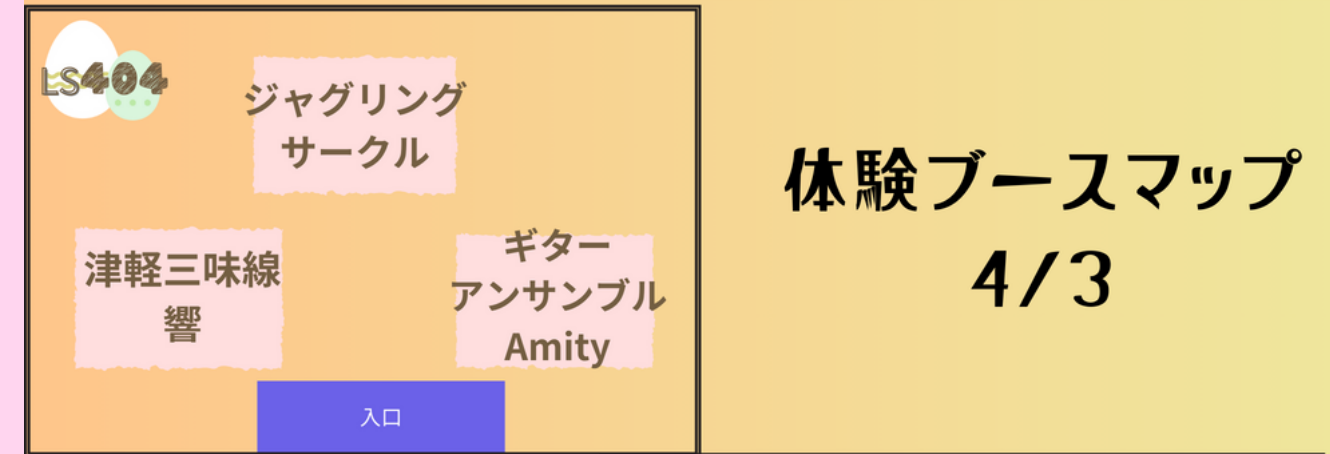 LS404
ジャグリング
サークル
津軽三味線
響
ギター
アンサンブル
Amity
入口
体験ブースマップ
4/3